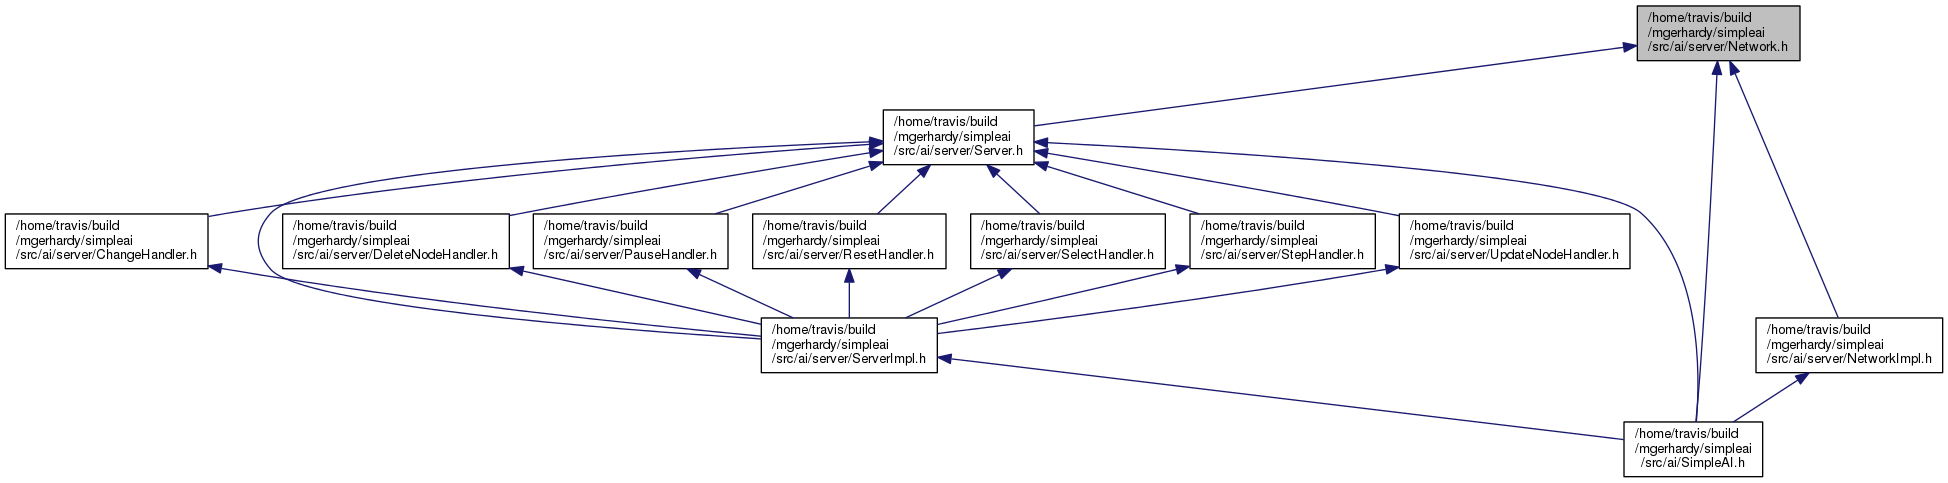 /home/travis/build
/mgerhardy/simpleai
/src/ai/server/Network.h
/home/travis/build
/mgerhardy/simpleai
/src/ai/server/Server.h
/home/travis/build
/mgerhardy/simpleai
/src/ai/server/ChangeHandler.h
/home/travis/build
/mgerhardy/simpleai
/src/ai/server/DeleteNodeHandler.h
/home/travis/build
/mgerhardy/simpleai
/src/ai/server/PauseHandler.h
/home/travis/build
/mgerhardy/simpleai
/src/ai/server/ResetHandler.h
/home/travis/build
/mgerhardy/simpleai
/src/ai/server/SelectHandler.h
/home/travis/build
/mgerhardy/simpleai
/src/ai/server/StepHandler.h
/home/travis/build
/mgerhardy/simpleai
/src/ai/server/UpdateNodeHandler.h
/home/travis/build
/mgerhardy/simpleai
/src/ai/server/ServerImpl.h
/home/travis/build
/mgerhardy/simpleai
/src/ai/server/NetworkImpl.h
/home/travis/build
/mgerhardy/simpleai
/src/ai/SimpleAI.h